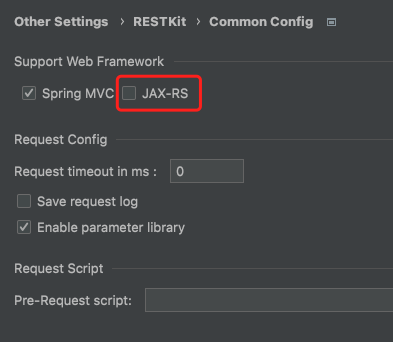 Other Settings › RESTKit › Common Config
Support Web Framework
Spring MVC JAX-RS
Request Config
Request timeout in ms : 0
Save request log
Enable parameter library
Request Script
Pre-Request script: